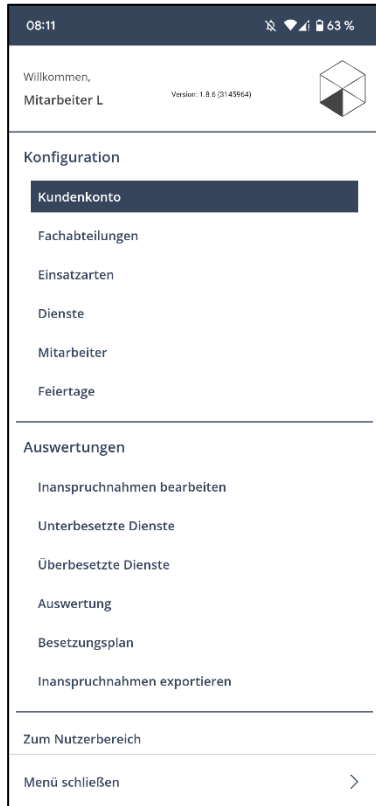 08:11
63 %
Willkommen,
Mitarbeiter L
Version: 1.8.6 (3145964)
Konfiguration
Kundenkonto
Fachabteilungen
Einsatzarten
Dienste
Mitarbeiter
Feiertage
Auswertungen
Inanspruchnahmen bearbeiten
Unterbesetzte Dienste
Überbesetzte Dienste
Auswertung
Besetzungsplan
Inanspruchnahmen exportieren
Zum Nutzerbereich
Menü schließen